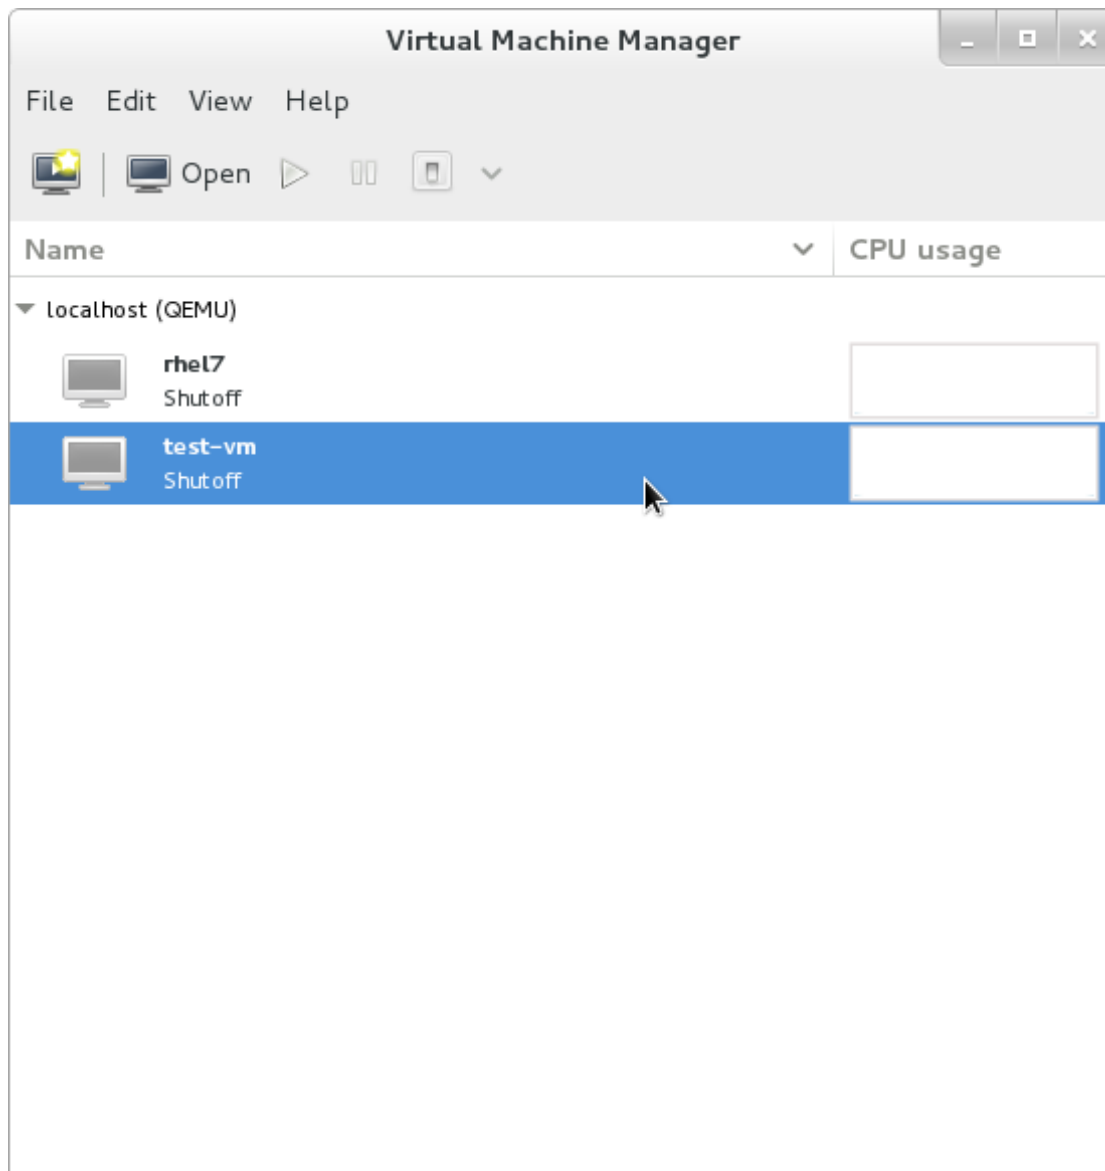 Virtual Machine Manager
File Edit View Help
Open
Name CPU usage
localhost (QEMU)
rhel7
Shutoff
test-vm
Shutoff